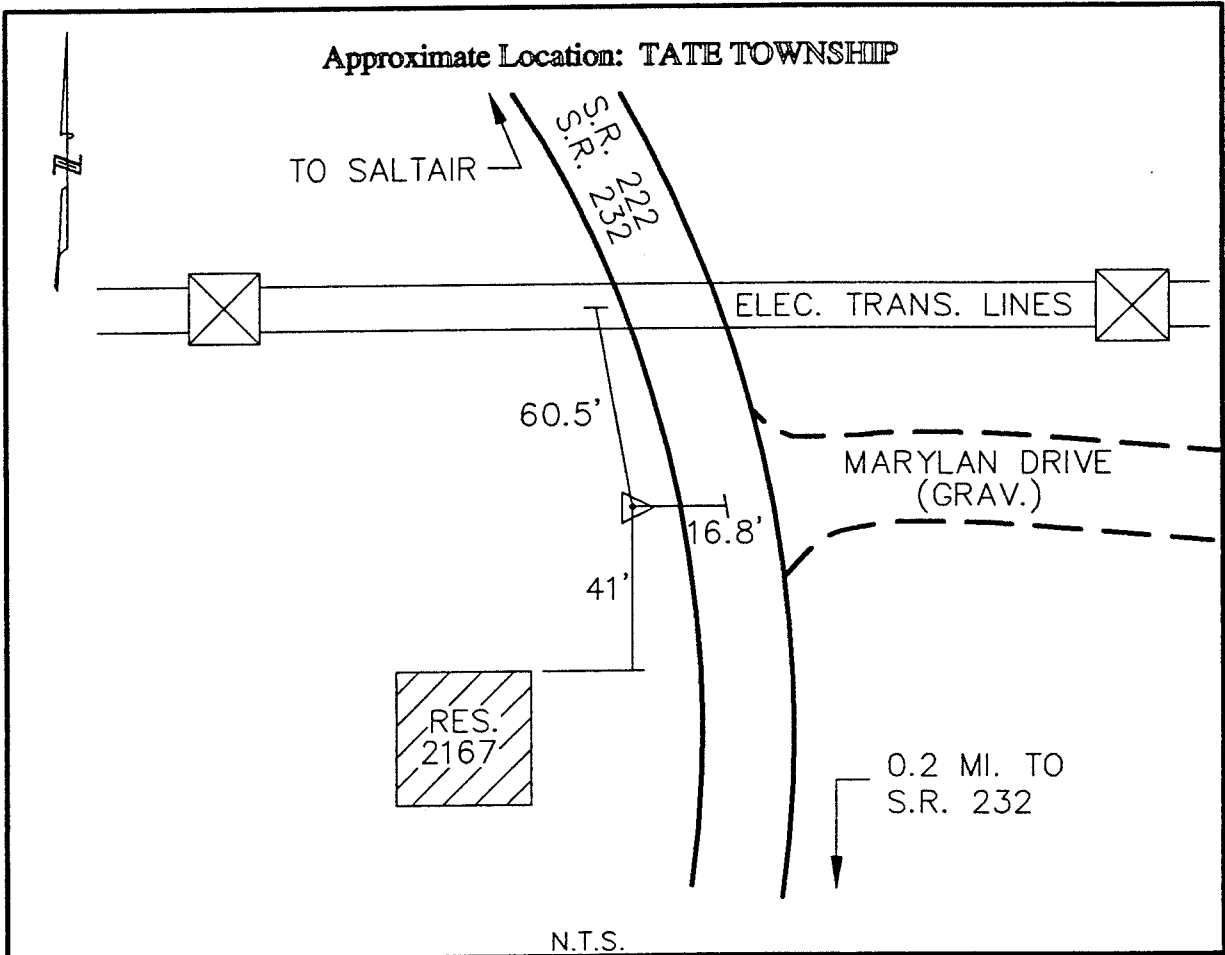 Approximate Location: TATE TOWNSHIP
N
TO SALTAIR
S.R. 222
S.R. 232
ELEC. TRANS. LINES
60.5'
MARYLAN DRIVE
(GRAV.)
16.8'
41'
RES.
2167
0.2 MI. TO
S.R. 232
N.T.S.